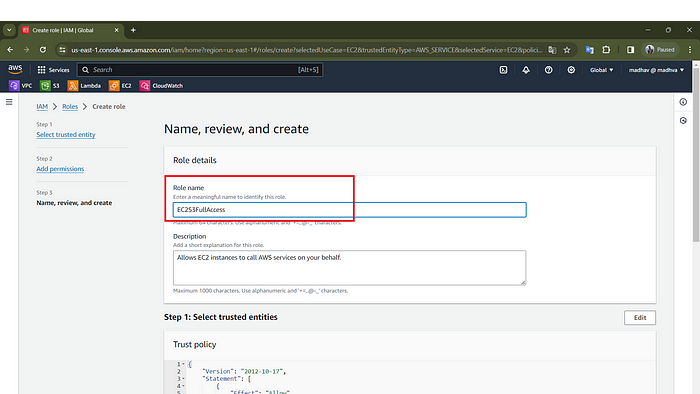 Create role | IAM | Global
us-east-1.console.aws.amazon.com/iam/home?region=us-east-1#/roles/create?selectedUseCase=EC2&trustedEntityType=AWS_SERVICE&selectedService=EC2&polici...
Paused
aws
Services
Search
[Alt+S]
Global
madhav @ madhva
VPC
S3
Lambda
EC2
CloudWatch
IAM > Roles > Create role
Step 1
Select trusted entity
Step 2
Add permissions
Step 3
Name, review, and create
Name, review, and create
Role details
Role name
Enter a meaningful name to identify this role.
EC2S3FullAccess
Maximum 64 characters. Use alphanumeric and '+=,.@-_' characters.
Description
Add a short explanation for this role.
Allows EC2 instances to call AWS services on your behalf.
Maximum 1000 characters. Use alphanumeric and '+=,.@-_' characters.
Step 1: Select trusted entities
Edit
Trust policy
1 {
2 "Version": "2012-10-17",
3 "Statement": [
4 {
5 "Effect": "Allow",